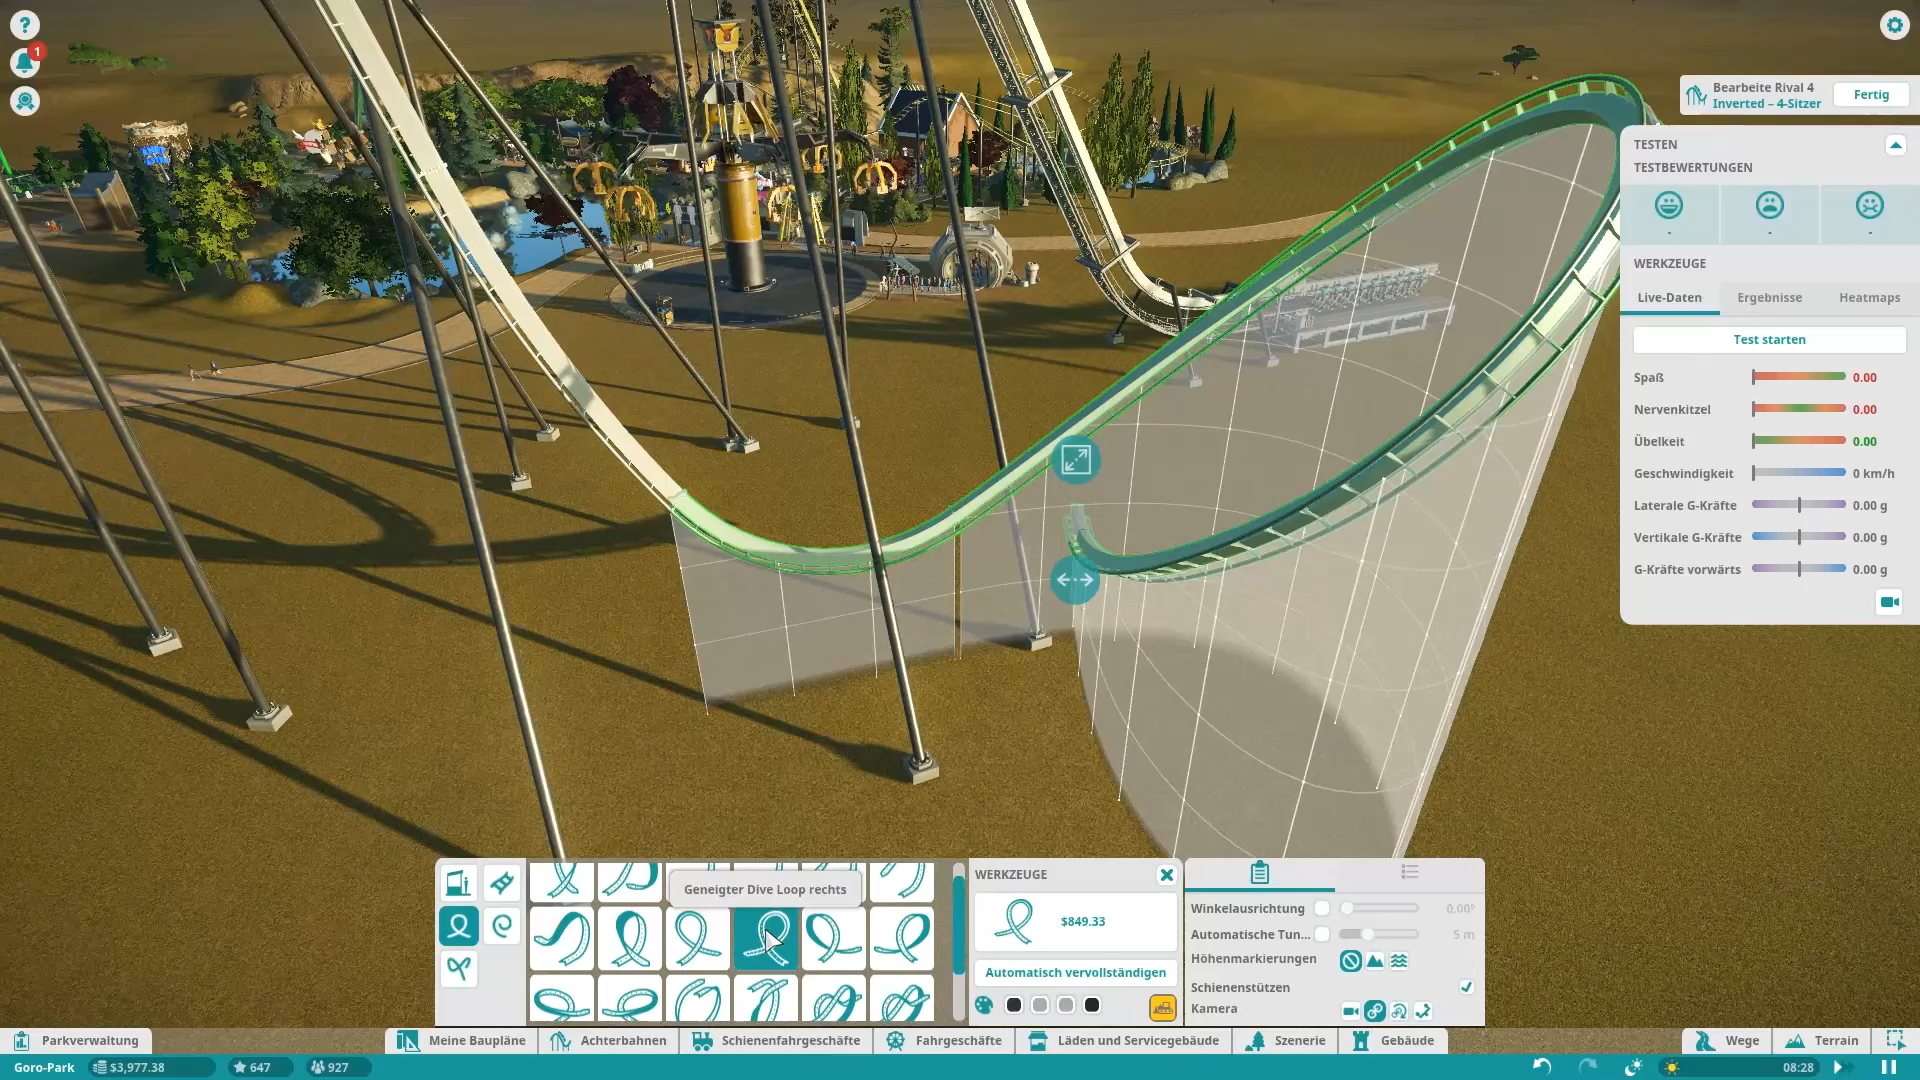 ?
1
Bearbeite Rival 4
Inverted – 4-Sitzer
Fertig
TESTEN
TESTBEWERTUNGEN
-
-
-
WERKZEUGE
Live-Daten
Ergebnisse
Heatmaps
Test starten
Spaß 0.00
Nervenkitzel 0.00
Übelkeit 0.00
Geschwindigkeit 0 km/h
Laterale G-Kräfte 0.00 g
Vertikale G-Kräfte 0.00 g
G-Kräfte vorwärts 0.00 g
Geneigter Dive Loop rechts
WERKZEUGE
$849.33
Automatisch vervollständigen
Winkelausrichtung 0.00°
Automatische Tun... 5 m
Höhenmarkierungen
Schienenstützen
Kamera
Parkverwaltung
Meine Baupläne
Achterbahnen
Schienenfahrgeschäfte
Fahrgeschäfte
Läden und Servicegebäude
Szenerie
Gebäude
Wege
Terrain
Goro-Park
$3,977.38
647
927
08:28